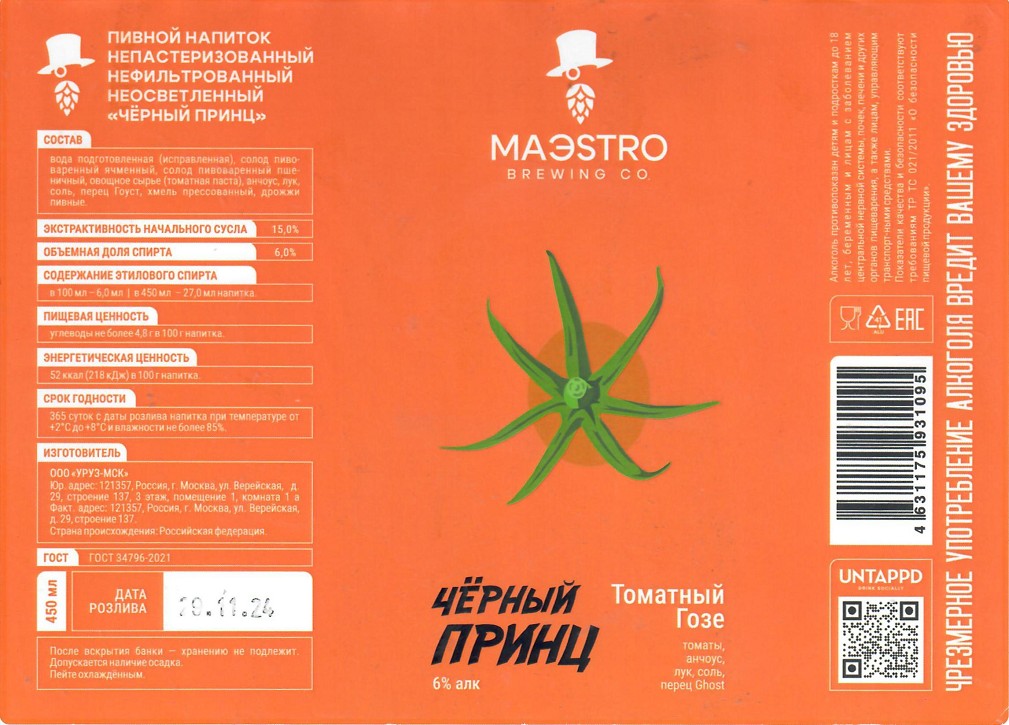 ПИВНОЙ НАПИТОК
НЕПАСТЕРИЗОВАННЫЙ
НЕФИЛЬТРОВАННЫЙ
НЕОСВЕТЛЕННЫЙ
«ЧЁРНЫЙ ПРИНЦ»
СОСТАВ
вода подготовленная (исправленная), солод пиво-
варенный ячменный, солод пивоваренный пше-
ничный, овощное сырье (томатная паста), анчоус, лук,
соль, перец Гоуст, хмель прессованный, дрожжи
пивные.
ЭКСТРАКТИВНОСТЬ НАЧАЛЬНОГО СУСЛА 15,0%
ОБЪЕМНАЯ ДОЛЯ СПИРТА 6,0%
СОДЕРЖАНИЕ ЭТИЛОВОГО СПИРТА
в 100 мл – 6,0 мл | в 450 мл – 27,0 мл напитка.
ПИЩЕВАЯ ЦЕННОСТЬ
углеводы не более 4,8 г в 100 г напитка.
ЭНЕРГЕТИЧЕСКАЯ ЦЕННОСТЬ
52 ккал (218 кДж) в 100 г напитка.
СРОК ГОДНОСТИ
365 суток с даты розлива напитка при температуре от
+2°С до +8°С и влажности не более 85%.
ИЗГОТОВИТЕЛЬ
ООО «УРУЗ-МСК»
Юр. адрес: 121357, Россия, г. Москва, ул. Верейская, д.
29, строение 137, 3 этаж, помещение 1, комната 1 а
Факт. адрес: 121357, Россия, г. Москва, ул. Верейская,
д. 29, строение 137.
Страна происхождения: Российская федерация.
ГОСТ ГОСТ 34796-2021
450 мл
ДАТА
РОЗЛИВА
29.11.24
После вскрытия банки — хранению не подлежит.
Допускается наличие осадка.
Пейте охлаждённым.
MAЭSTRO
BREWING CO.
ЧЁРНЫЙ
ПРИНЦ
6% алк
Томатный
Гозе
томаты,
анчоус,
лук, соль,
перец Ghost
Алкоголь противопоказан детям и подросткам до 18
лет, беременным и лицам с заболеванием
центральной нервной системы, почек, печени и других
органов пищеварения, а также лицам, управляющим
транспортными средствами.
Показатели качества и безопасности соответствуют
требованиям ТР ТС 021/2011 «О безопасности
пищевой продукции».
41
ALU
EAC
4 631175 931095
UNTAPPD
DRINK SOCIALLY
ЧРЕЗМЕРНОЕ УПОТРЕБЛЕНИЕ АЛКОГОЛЯ ВРЕДИТ ВАШЕМУ ЗДОРОВЬЮ